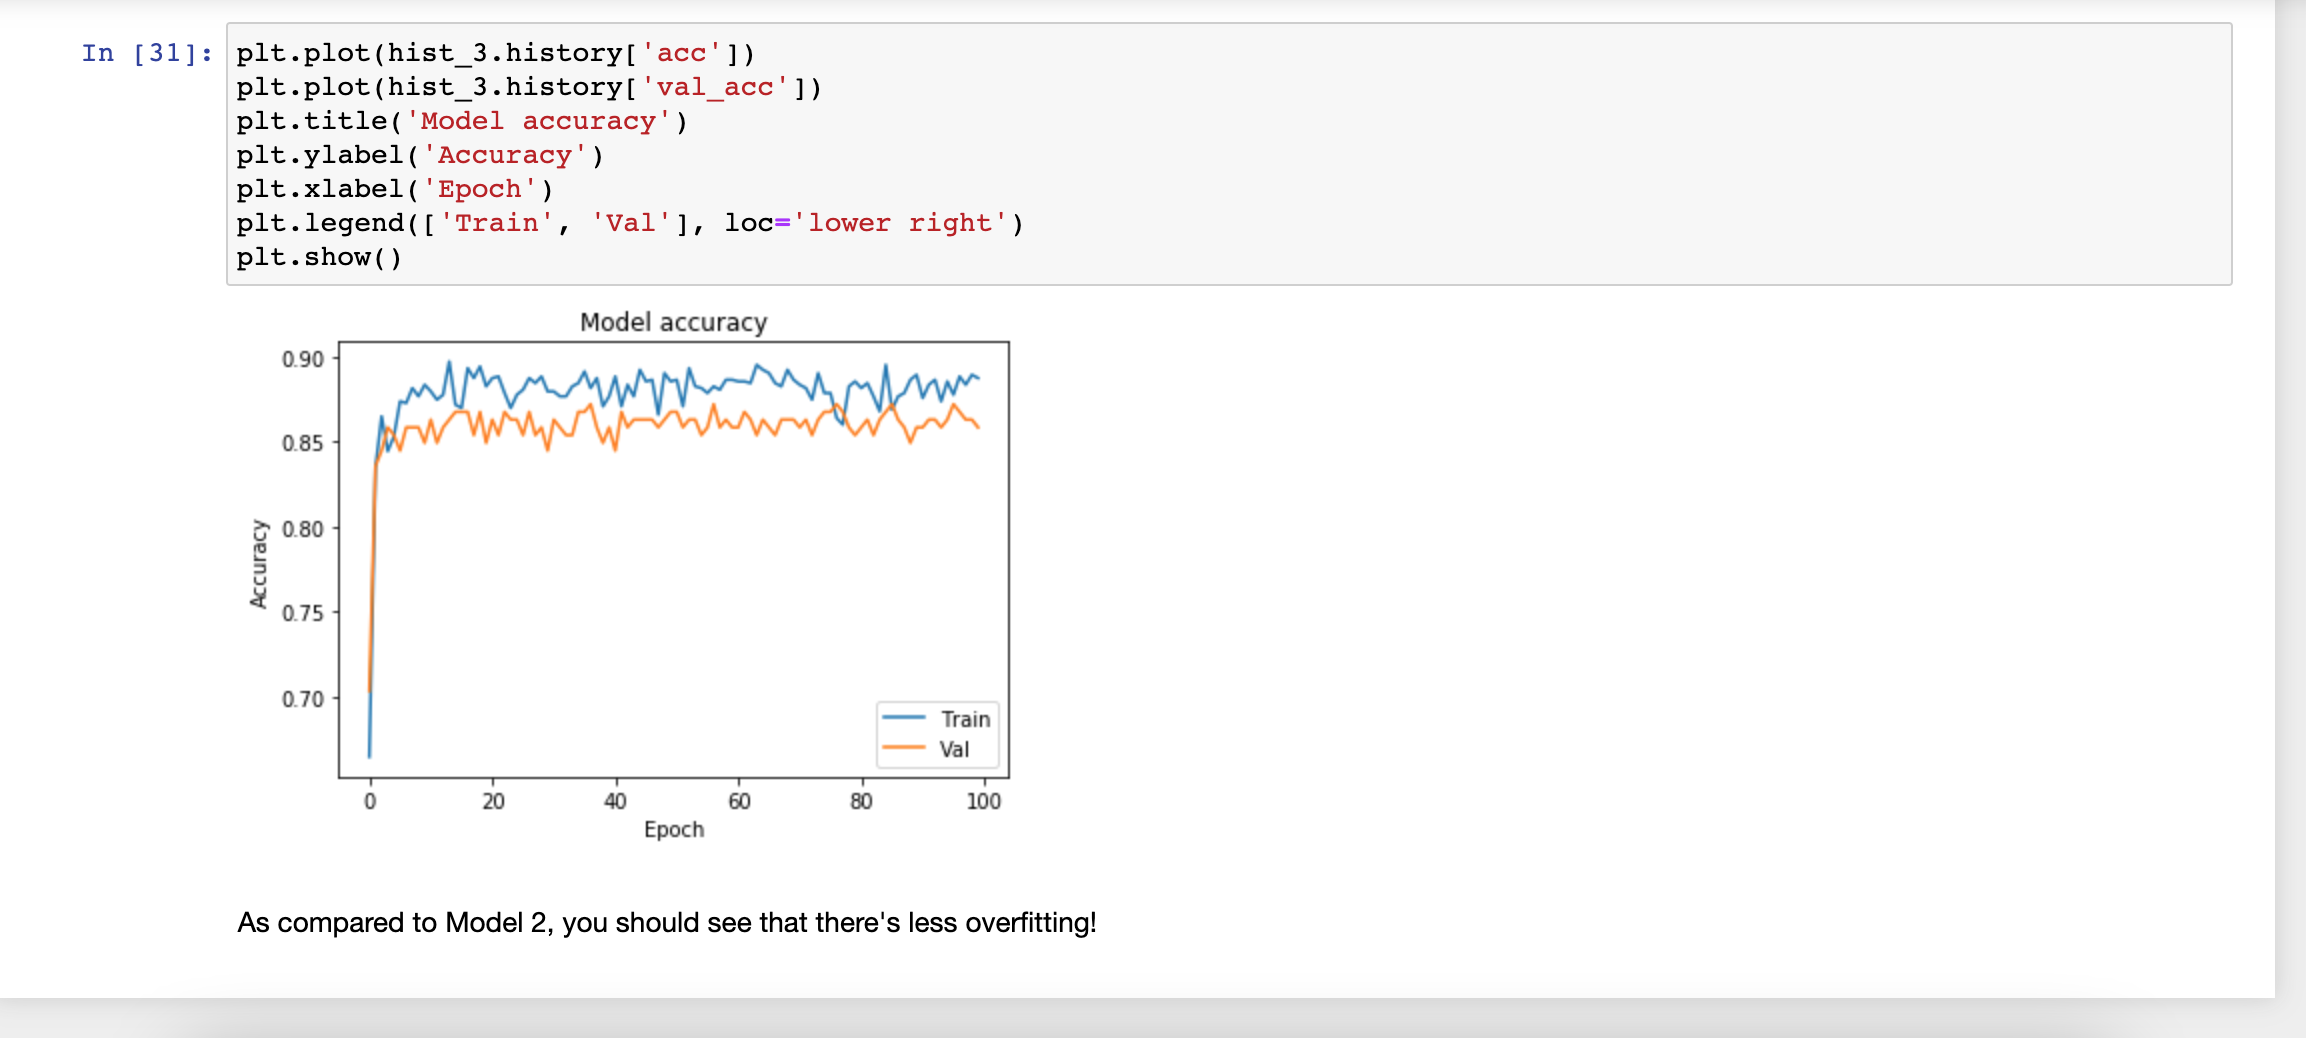 In [31]:
plt.plot(hist_3.history['acc'])
plt.plot(hist_3.history['val_acc'])
plt.title('Model accuracy')
plt.ylabel('Accuracy')
plt.xlabel('Epoch')
plt.legend(['Train', 'Val'], loc='lower right')
plt.show()
Model accuracy
0.90
0.85
0.80
0.75
0.70
Accuracy
Train
Val
0 20 40 60 80 100
Epoch
As compared to Model 2, you should see that there's less overfitting!